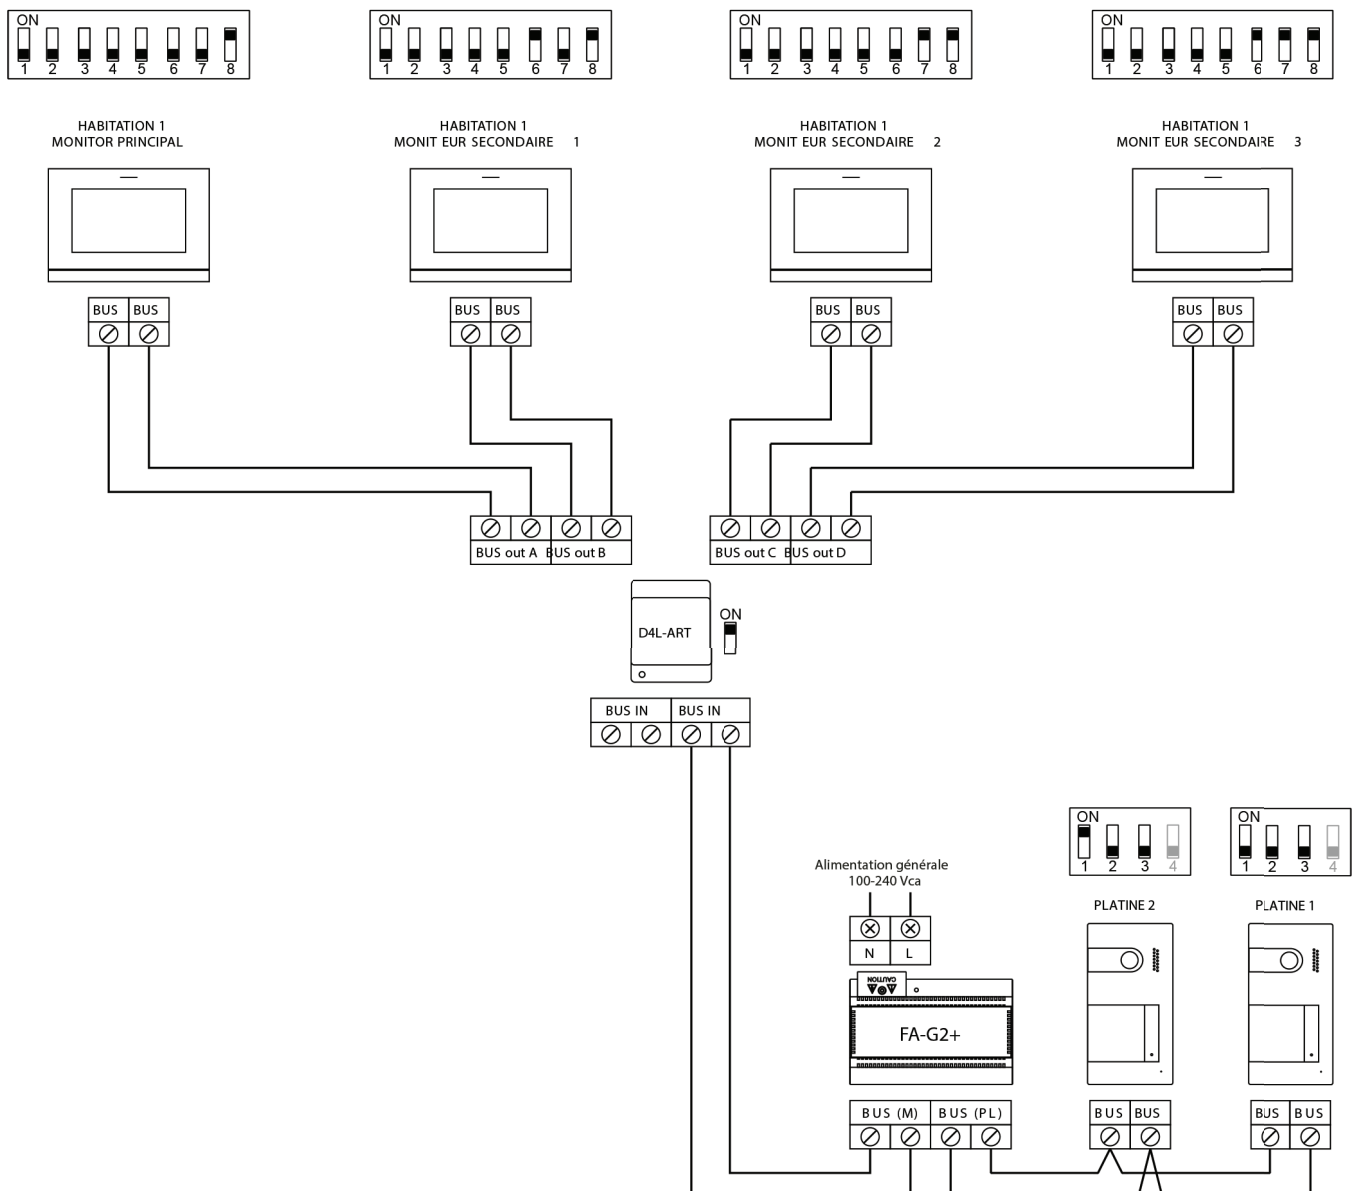 ON ON ON ON
1 2 3 4 5 6 7 8 1 2 3 4 5 6 7 8 1 2 3 4 5 6 7 8 1 2 3 4 5 6 7 8
HABITATION 1
MONITOR PRINCIPAL
HABITATION 1
MONIT EUR SECONDAIRE 1
HABITATION 1
MONIT EUR SECONDAIRE 2
HABITATION 1
MONIT EUR SECONDAIRE 3
BUS BUS BUS BUS BUS BUS BUS BUS
BUS out A BUS out B BUS out C BUS out D
ON
D4L-ART
BUS IN BUS IN
ON ON
1 2 3 4 1 2 3 4
Alimentation générale
100-240 Vca
PLATINE 2 PLATINE 1
N L
CAUTION
FA-G2+
BUS (M) BUS (PL) BUS BUS BUS BUS